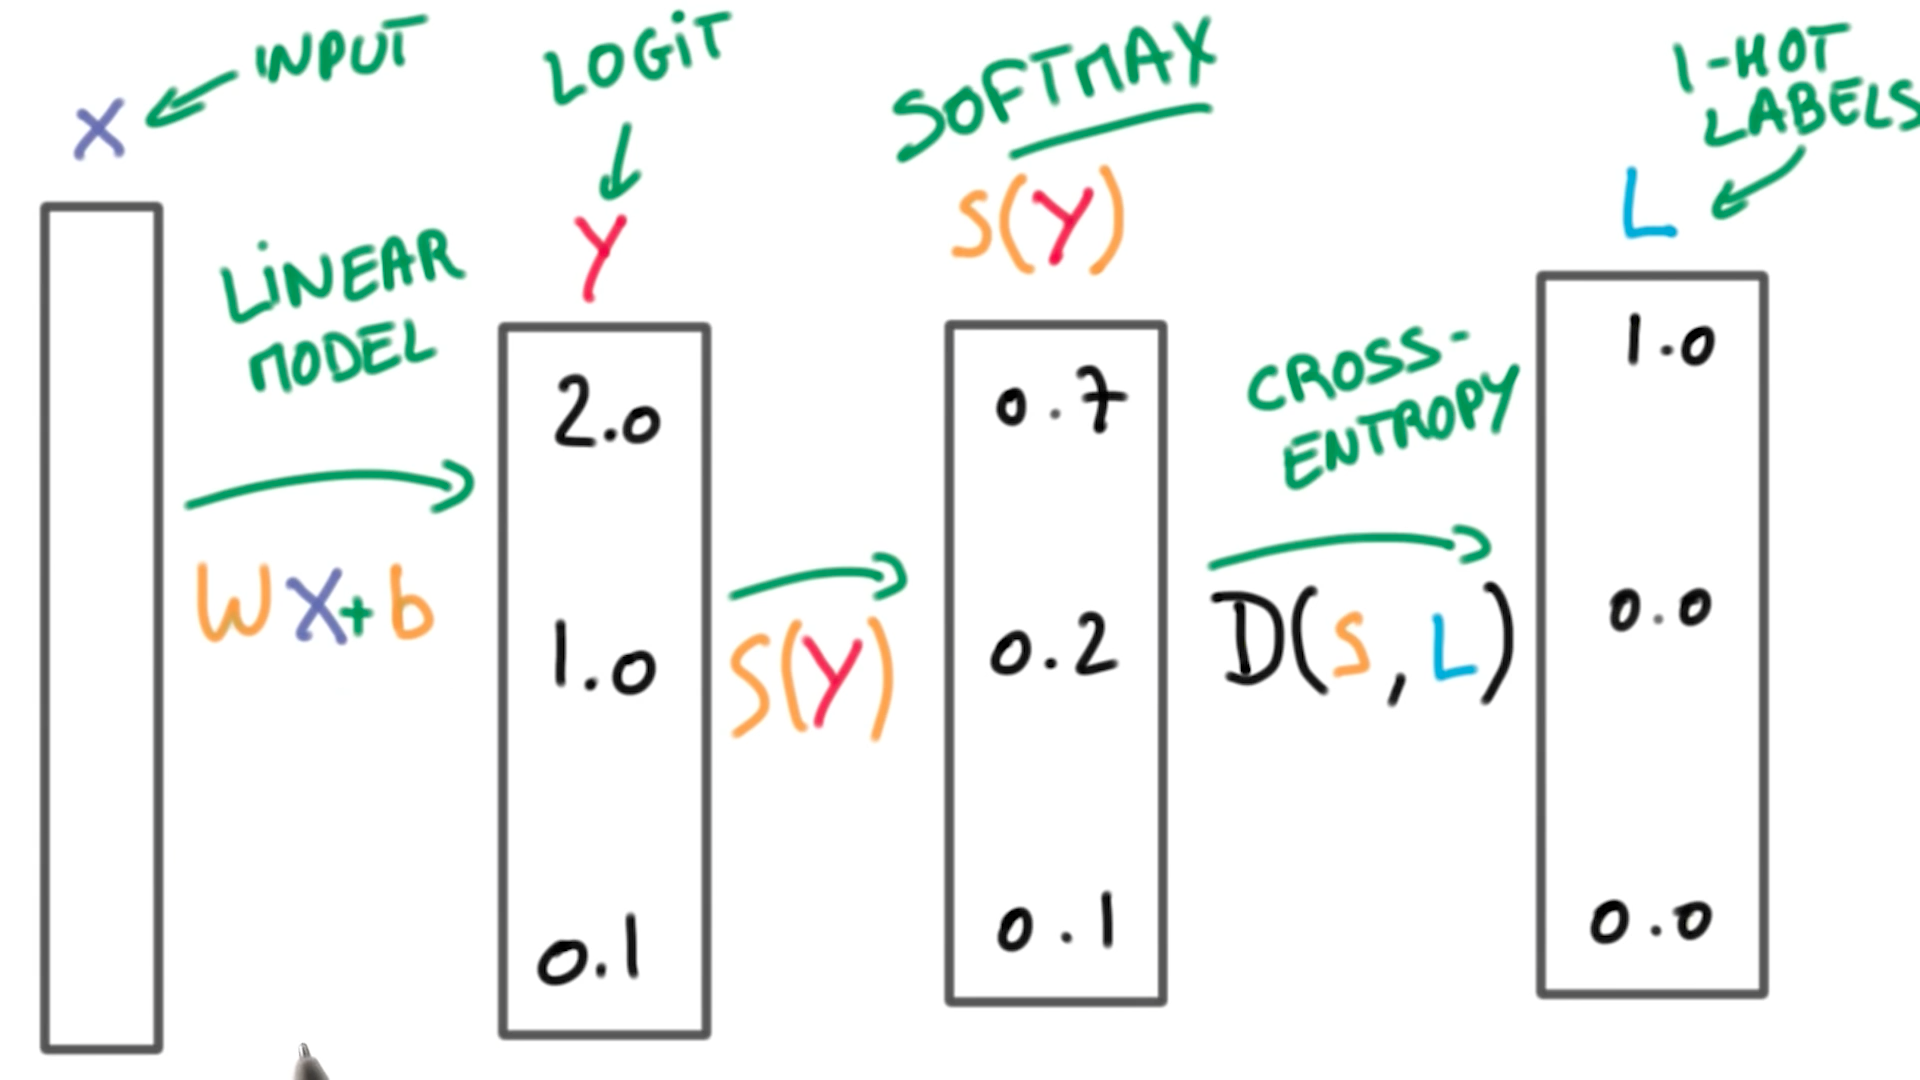 X
INPUT
LINEAR
MODEL
WX+b
LOGIT
Y
2.0
1.0
0.1
S(Y)
SOFTMAX
S(Y)
0.7
0.2
0.1
CROSS-
ENTROPY
D(S,L)
1-HOT
LABELS
L
1.0
0.0
0.0